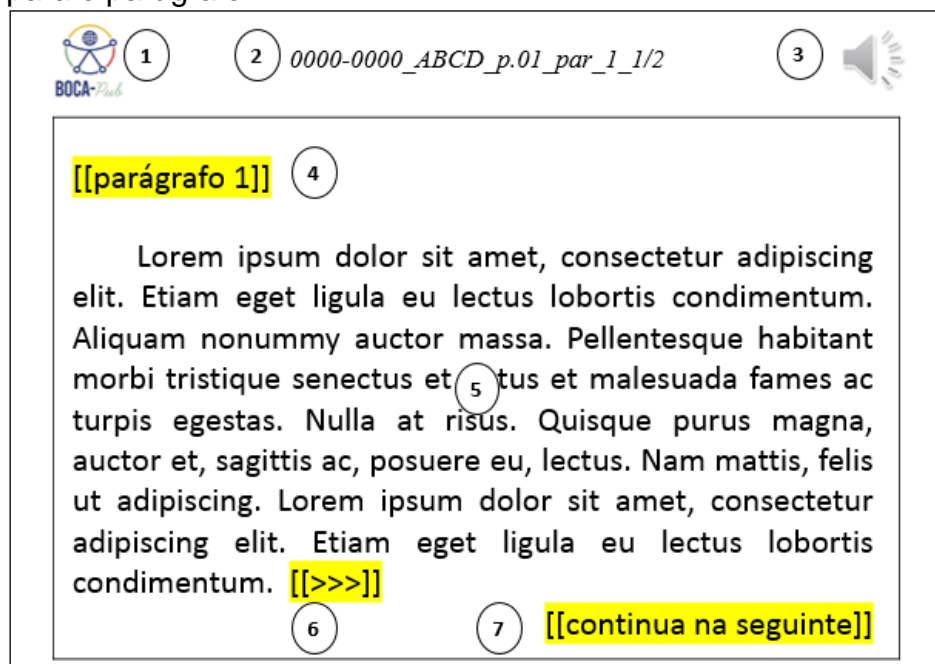 1 2 0000-0000_ABCD_p.01_par_1_1/2 3
BOCA-Pub
[[parágrafo 1]] 4
Lorem ipsum dolor sit amet, consectetur adipiscing
elit. Etiam eget ligula eu lectus lobortis condimentum.
Aliquam nonummy auctor massa. Pellentesque habitant
morbi tristique senectus et tus et malesuada fames ac
5
turpis egestas. Nulla at risus. Quisque purus magna,
auctor et, sagittis ac, posuere eu, lectus. Nam mattis, felis
ut adipiscing. Lorem ipsum dolor sit amet, consectetur
adipiscing elit. Etiam eget ligula eu lectus lobortis
condimentum. [[>>>]]
6 7 [[continua na seguinte]]